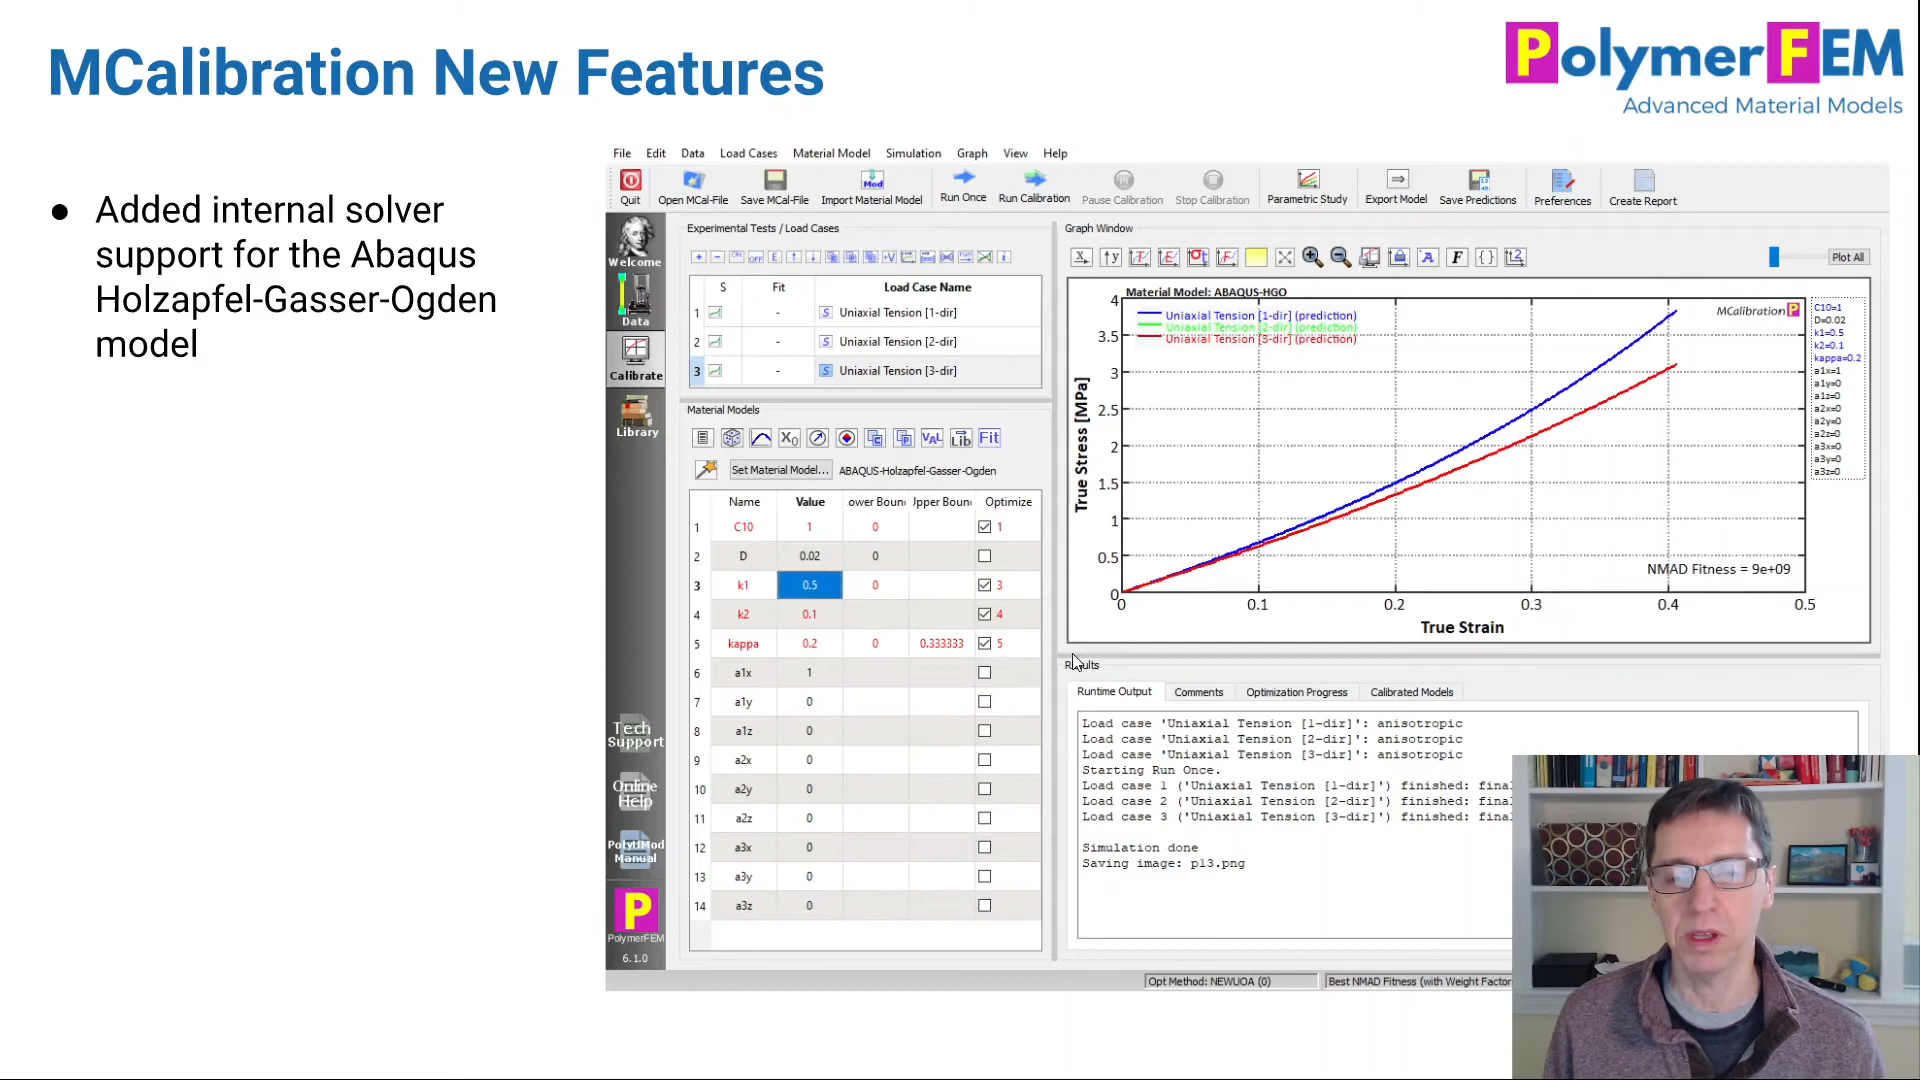 MCalibration New Features
PolymerFEM
Advanced Material Models
● Added internal solver
support for the Abaqus
Holzapfel-Gasser-Ogden
model
File Edit Data Load Cases Material Model Simulation Graph View Help
Quit Open MCal-File Save MCal-File Import Material Model Run Once Run Calibration Pause Calibration Stop Calibration Parametric Study Export Model Save Predictions Preferences Create Report
Welcome
Data
Calibrate
Library
Tech
Support
Online
Help
PolyUMod
Manual
PolymerFEM
6.1.0
Experimental Tests / Load Cases
S Fit Load Case Name
1 - S Uniaxial Tension [1-dir]
2 - S Uniaxial Tension [2-dir]
3 - S Uniaxial Tension [3-dir]
Material Models
X0 VAL Lib Fit
Set Material Model... ABAQUS-Holzapfel-Gasser-Ogden
Name Value ower Boun Jpper Boun Optimize
1 C10 1 0 1
2 D 0.02 0
3 k1 0.5 0 3
4 k2 0.1 4
5 kappa 0.2 0 0.333333 5
6 a1x 1
7 a1y 0
8 a1z 0
9 a2x 0
10 a2y 0
11 a2z 0
12 a3x 0
13 a3y 0
14 a3z 0
Graph Window
Plot All
Material Model: ABAQUS-HGO
Uniaxial Tension [1-dir] (prediction)
Uniaxial Tension [2-dir] (prediction)
Uniaxial Tension [3-dir] (prediction)
MCalibration P
C10=1
D=0.02
k1=0.5
k2=0.1
kappa=0.2
a1x=1
a1y=0
a1z=0
a2x=0
a2y=0
a2z=0
a3x=0
a3y=0
a3z=0
True Stress [MPa]
4
3.5
3
2.5
2
1.5
1
0.5
0
NMAD Fitness = 9e+09
0 0.1 0.2 0.3 0.4 0.5
True Strain
Results
Runtime Output Comments Optimization Progress Calibrated Models
Load case 'Uniaxial Tension [1-dir]': anisotropic
Load case 'Uniaxial Tension [2-dir]': anisotropic
Load case 'Uniaxial Tension [3-dir]': anisotropic
Starting Run Once.
Load case 1 ('Uniaxial Tension [1-dir]') finished: final
Load case 2 ('Uniaxial Tension [2-dir]') finished: final
Load case 3 ('Uniaxial Tension [3-dir]') finished: final
Simulation done
Saving image: p13.png
Opt Method: NEWUOA (0) Best NMAD Fitness (with Weight Factor